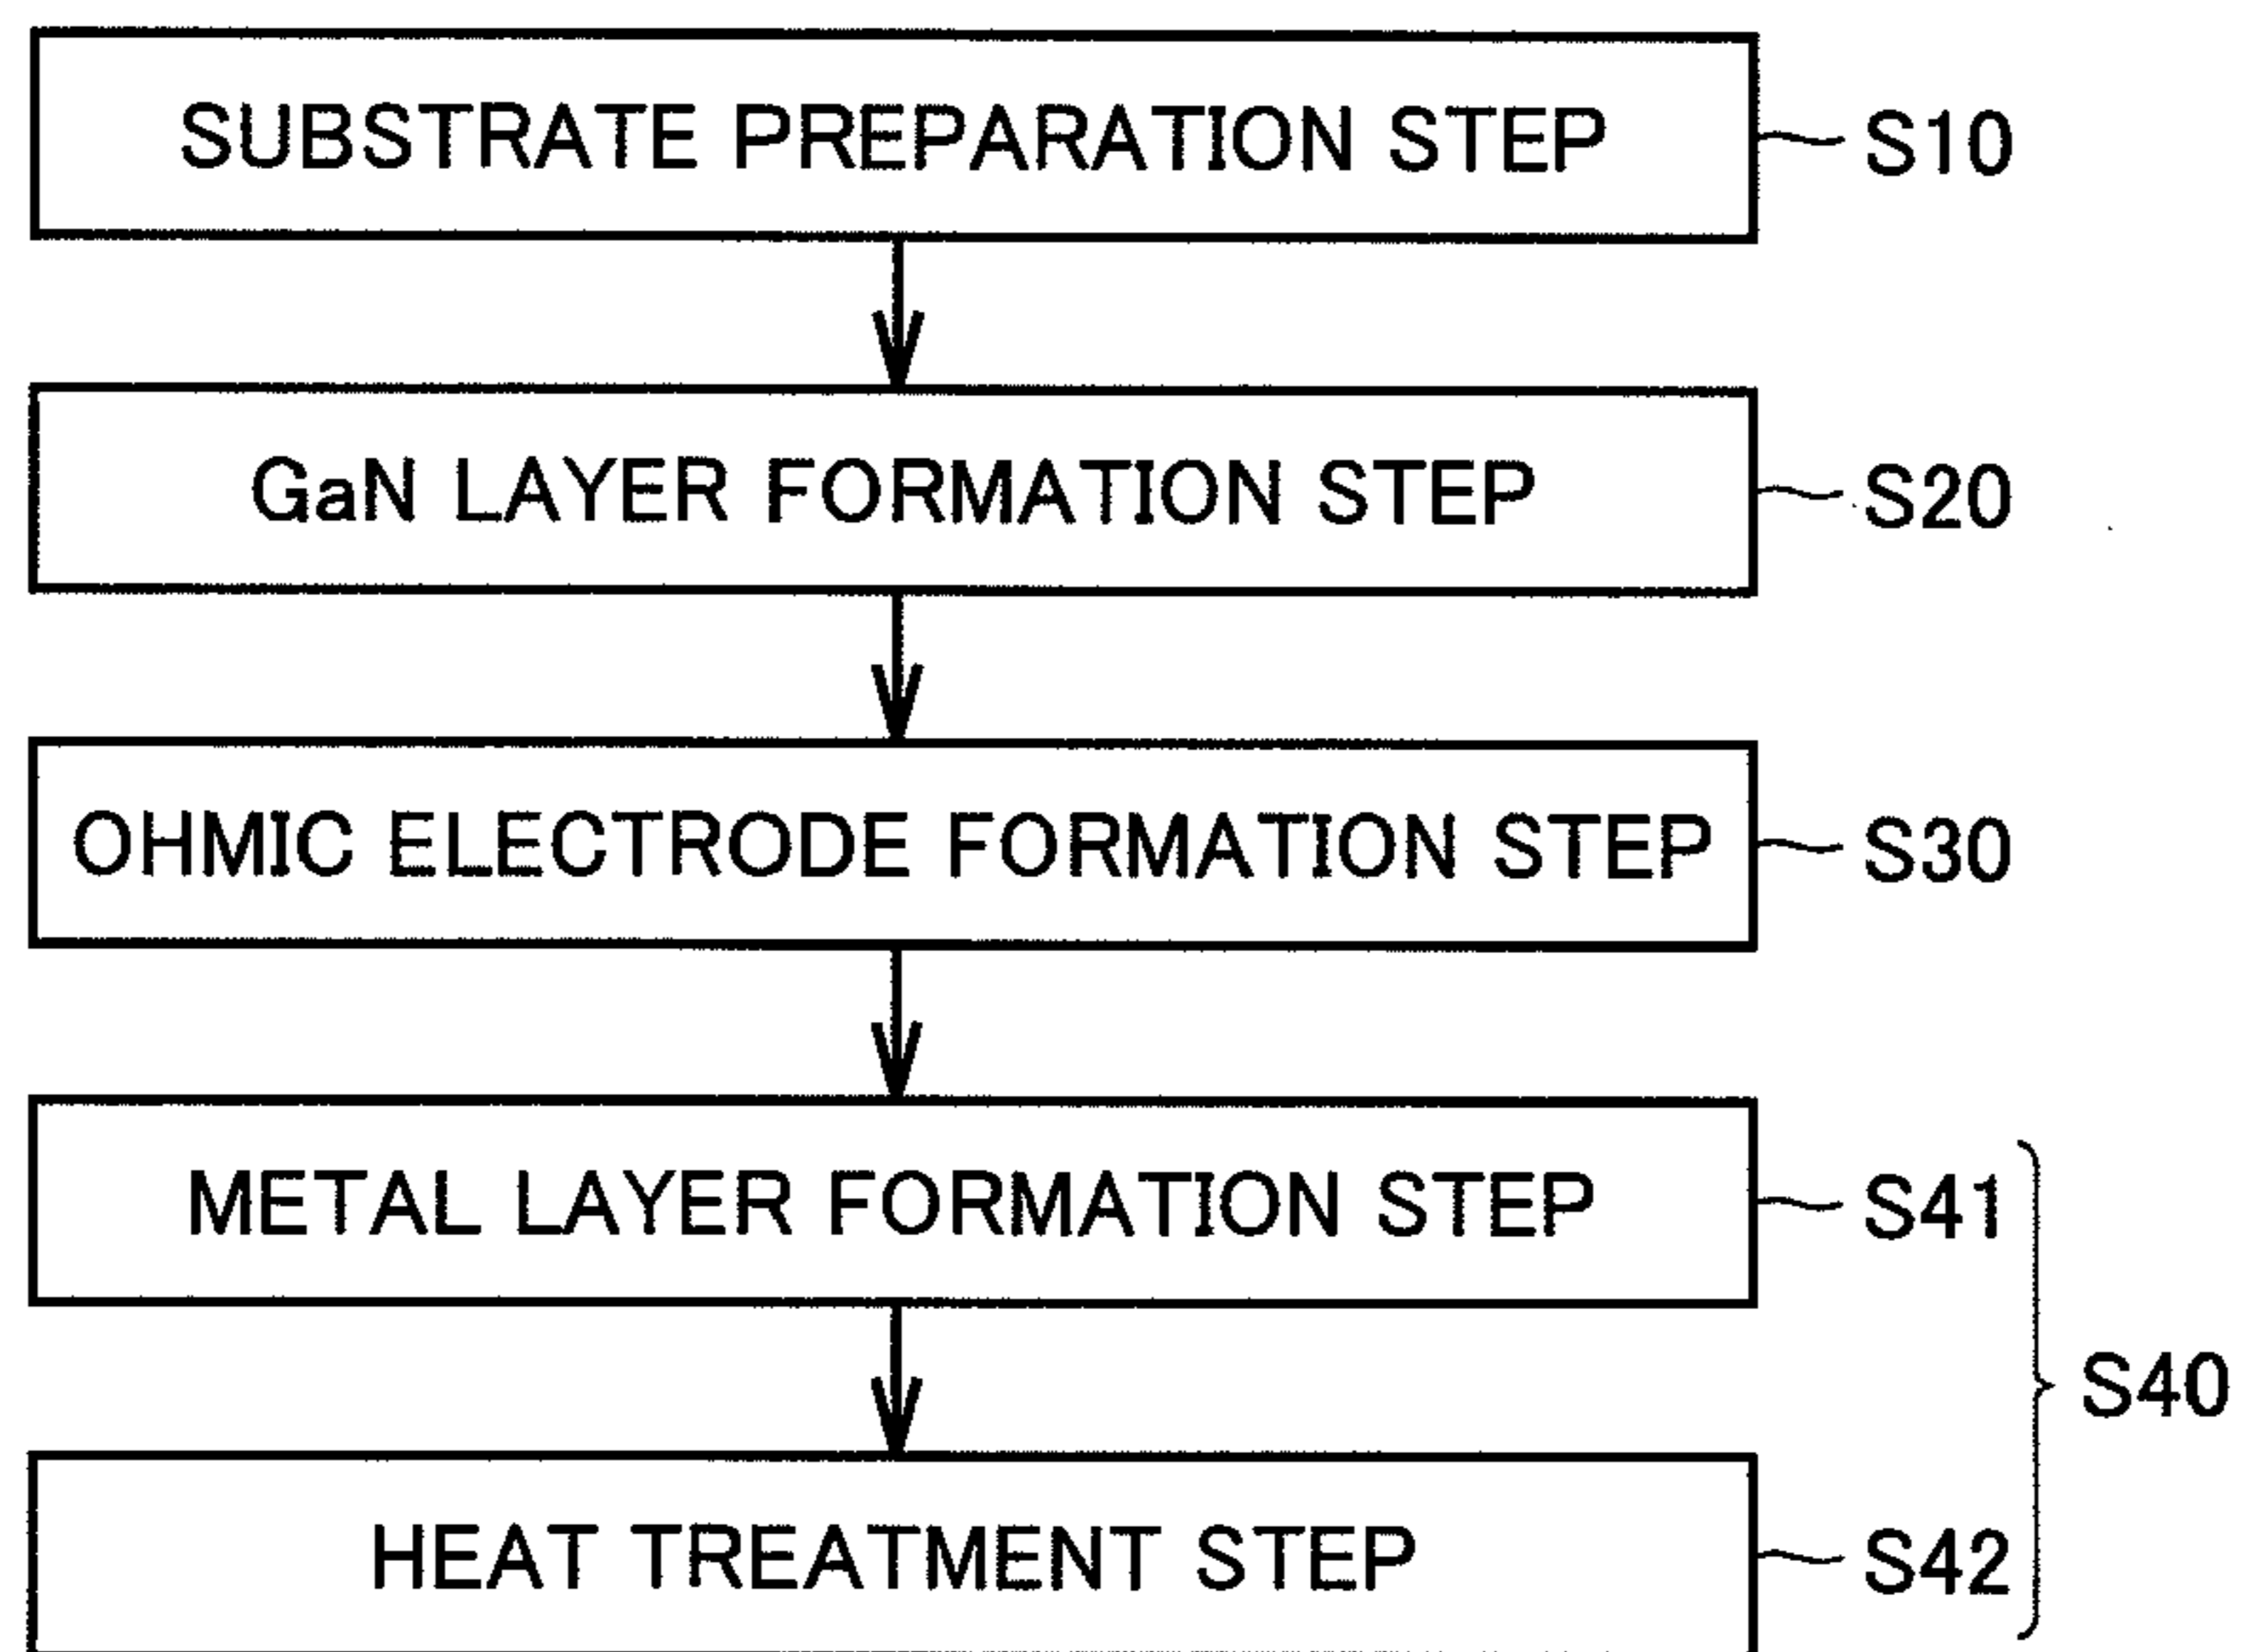 SUBSTRATE PREPARATION STEP S10
GaN LAYER FORMATION STEP S20
OHMIC ELECTRODE FORMATION STEP S30
METAL LAYER FORMATION STEP S41
S40
HEAT TREATMENT STEP S42